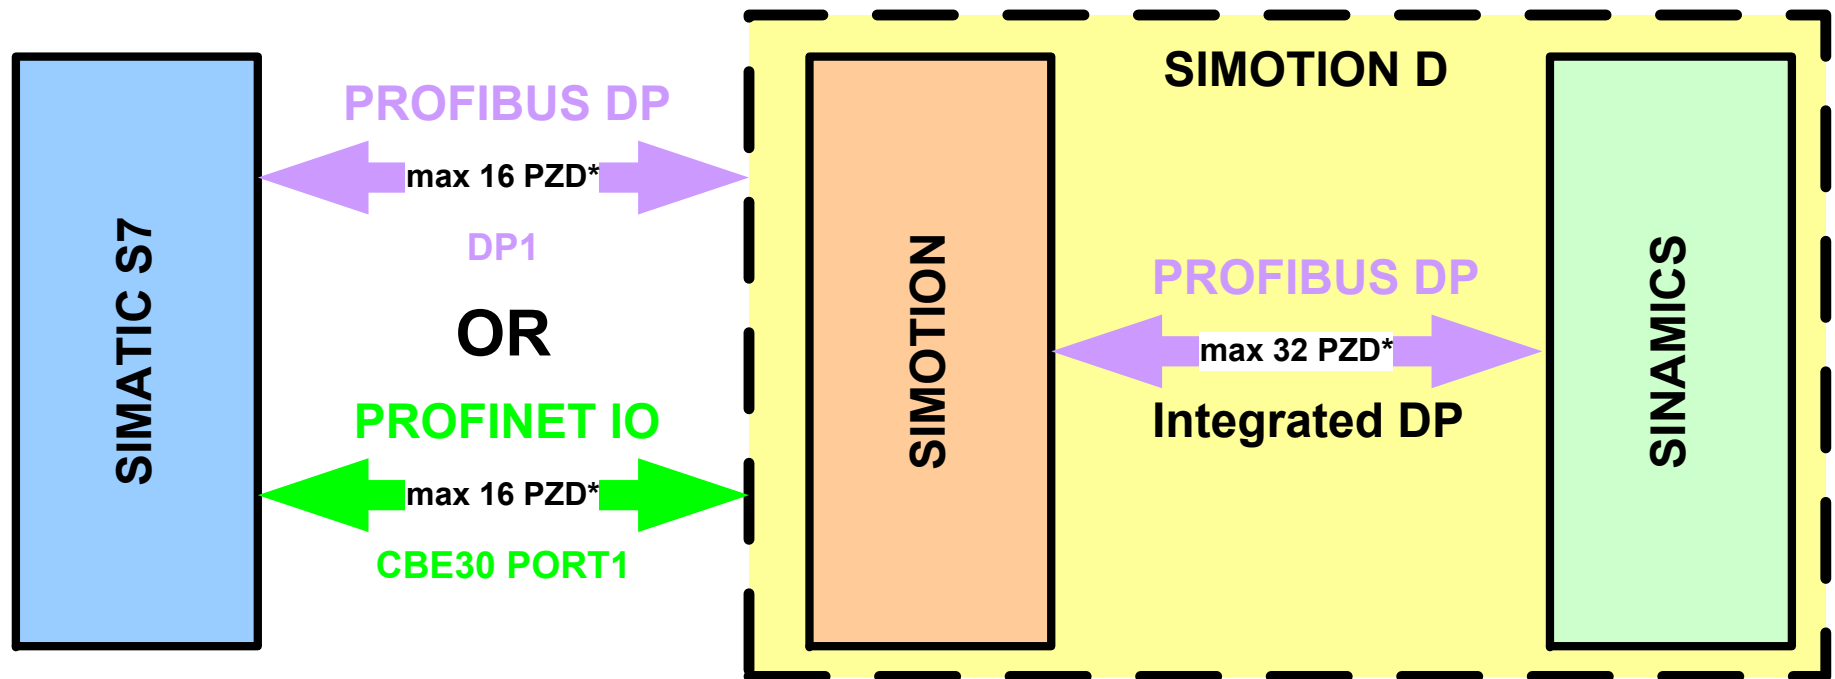 SIMATIC S7
PROFIBUS DP
max 16 PZD*
DP1
OR
PROFINET IO
max 16 PZD*
CBE30 PORT1
SIMOTION D
SIMOTION
PROFIBUS DP
max 32 PZD*
Integrated DP
SINAMICS